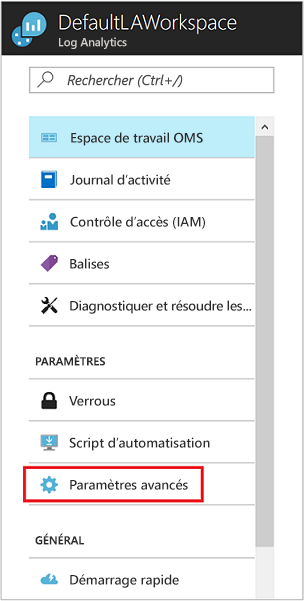 DefaultLAWorkspace
Log Analytics
Rechercher (Ctrl+/)
Espace de travail OMS
Journal d'activité
Contrôle d'accès (IAM)
Balises
Diagnostiquer et résoudre les...
PARAMÈTRES
Verrous
Script d'automatisation
Paramètres avancés
GÉNÉRAL
Démarrage rapide